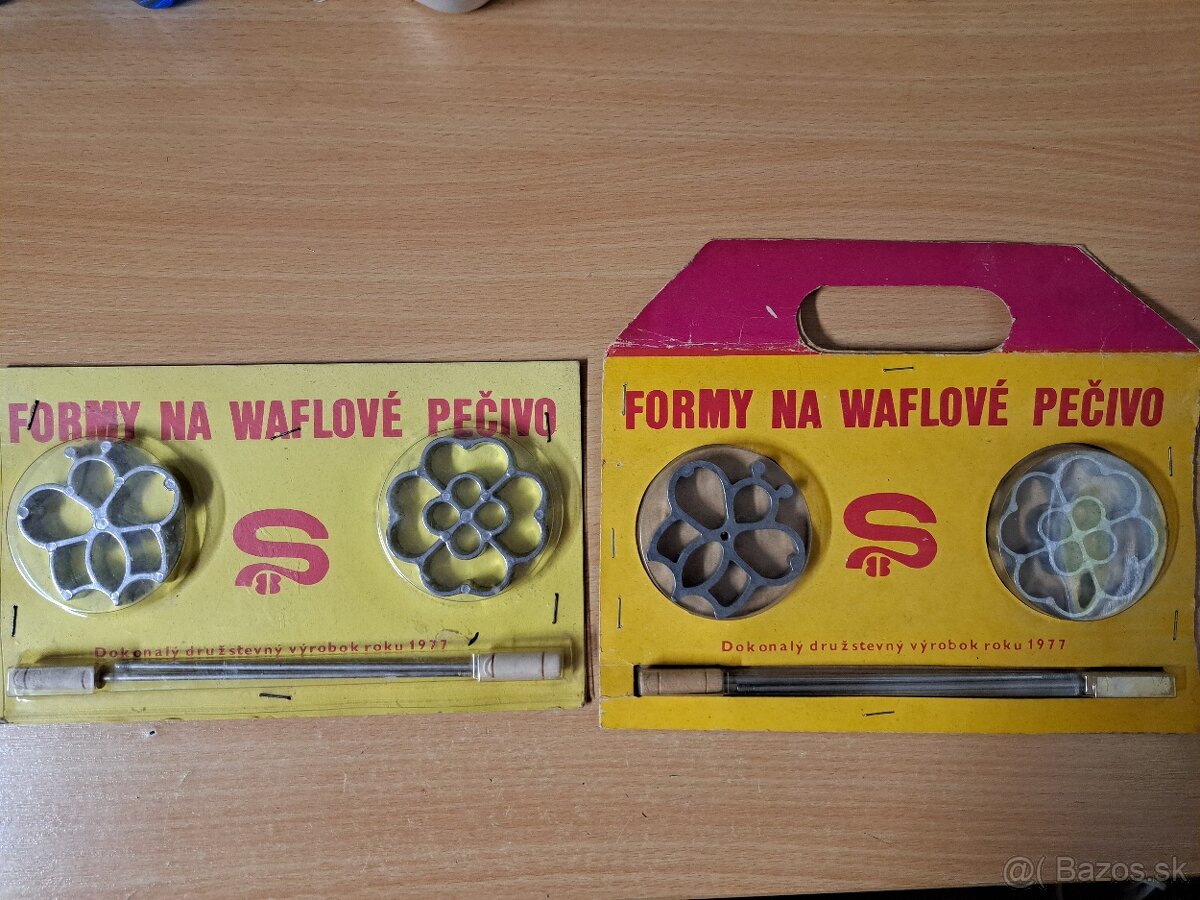 FORMY NA WAFLOVÉ PEČIVO
S
Dokonalý družstevný výrobok roku 1977
FORMY NA WAFLOVÉ PEČIVO
S
Dokonalý družstevný výrobok roku 1977
@( Bazos.sk